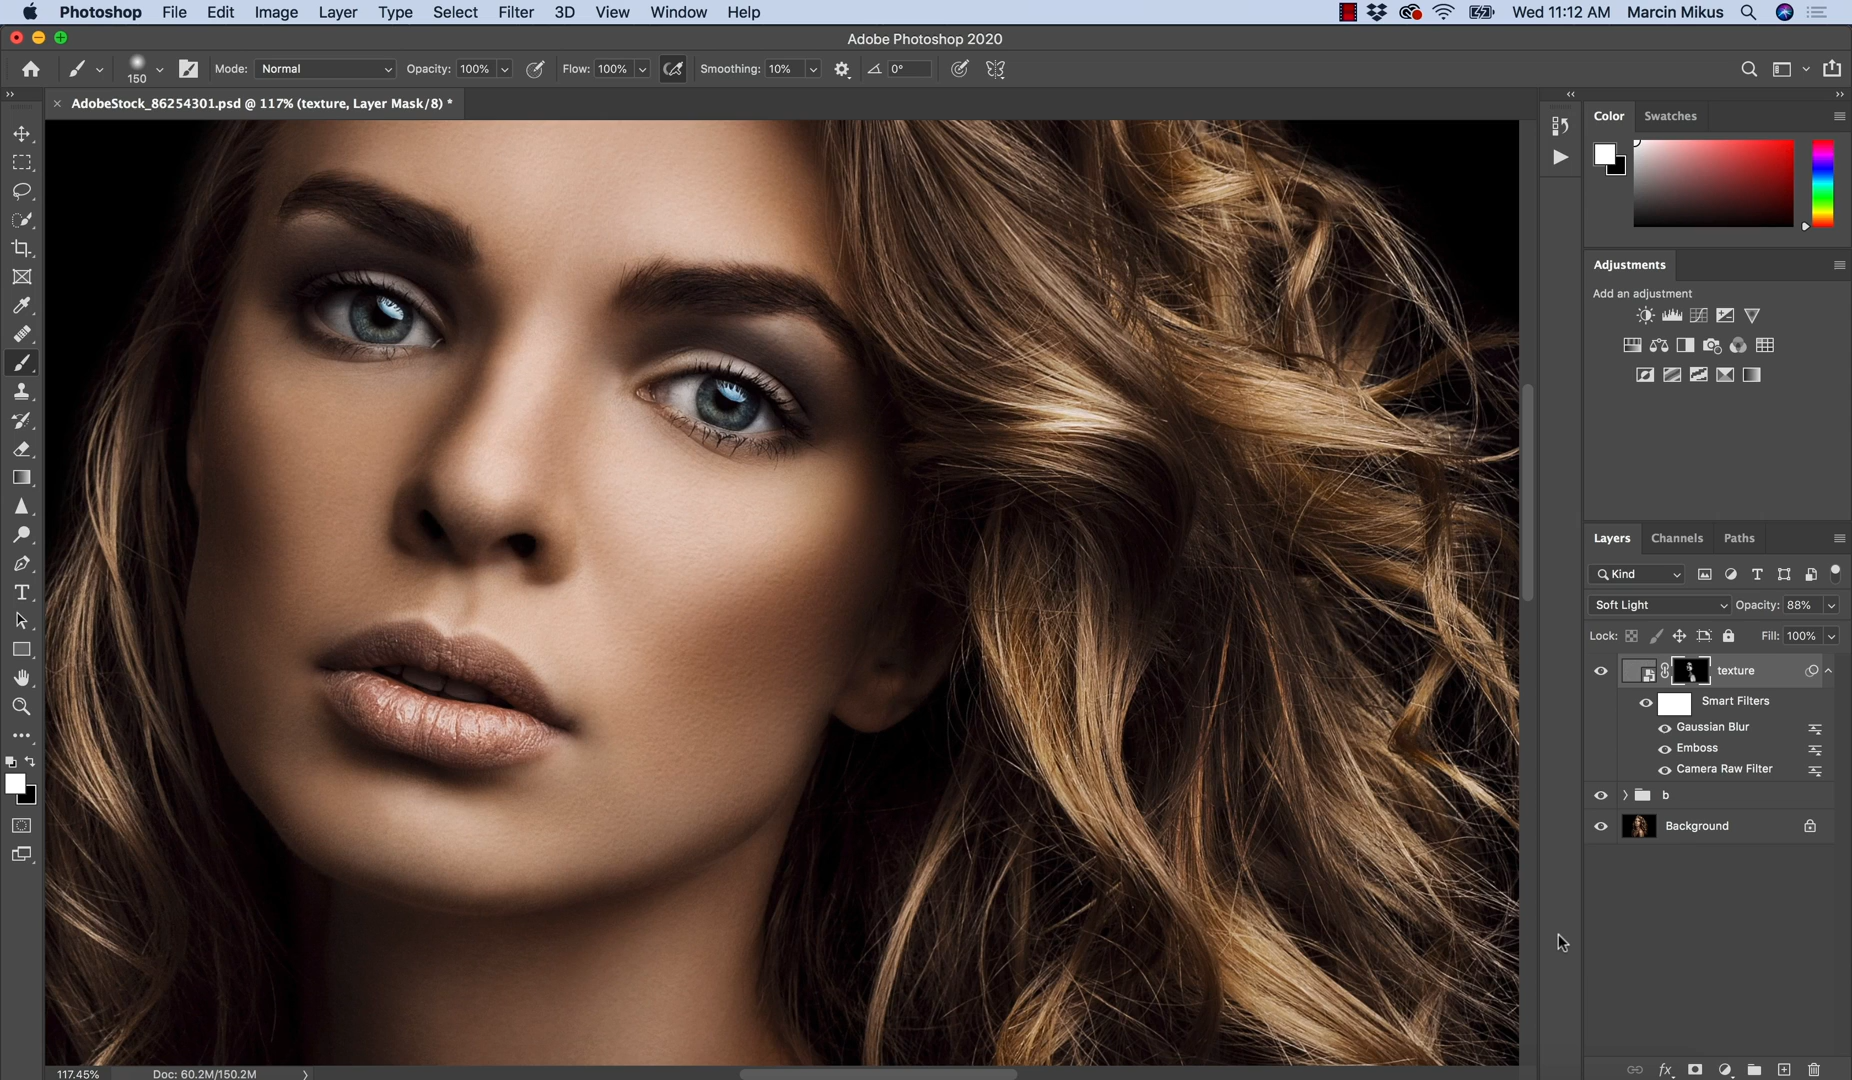 Photoshop File Edit Image Layer Type Select Filter 3D View Window Help Wed 11:12 AM Marcin Mikus
Adobe Photoshop 2020
150 Mode: Normal Opacity: 100% Flow: 100% Smoothing: 10% 0°
AdobeStock_86254301.psd @ 117% (texture, Layer Mask/8) *
Color Swatches
Adjustments
Add an adjustment
Layers Channels Paths
Kind
Soft Light Opacity: 88%
Lock: Fill: 100%
texture
Smart Filters
Gaussian Blur
Emboss
Camera Raw Filter
b
Background
117.45% Doc: 60.2M/150.2M
fx